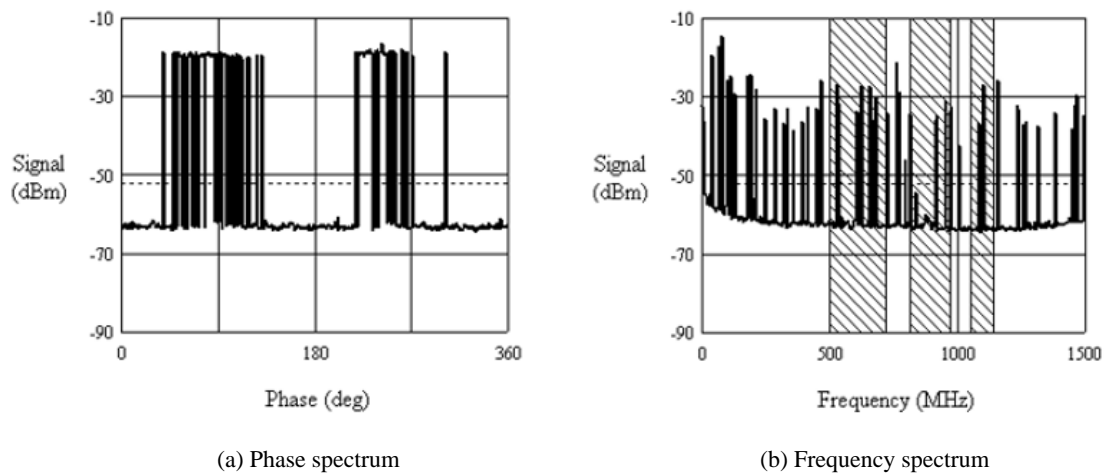 -10
-30
Signal
(dBm)
-50
-70
-90
0
180
360
Phase (deg)
(a) Phase spectrum
-10
-30
Signal
(dBm)
-50
-70
-90
0
500
1000
1500
Frequency (MHz)
(b) Frequency spectrum